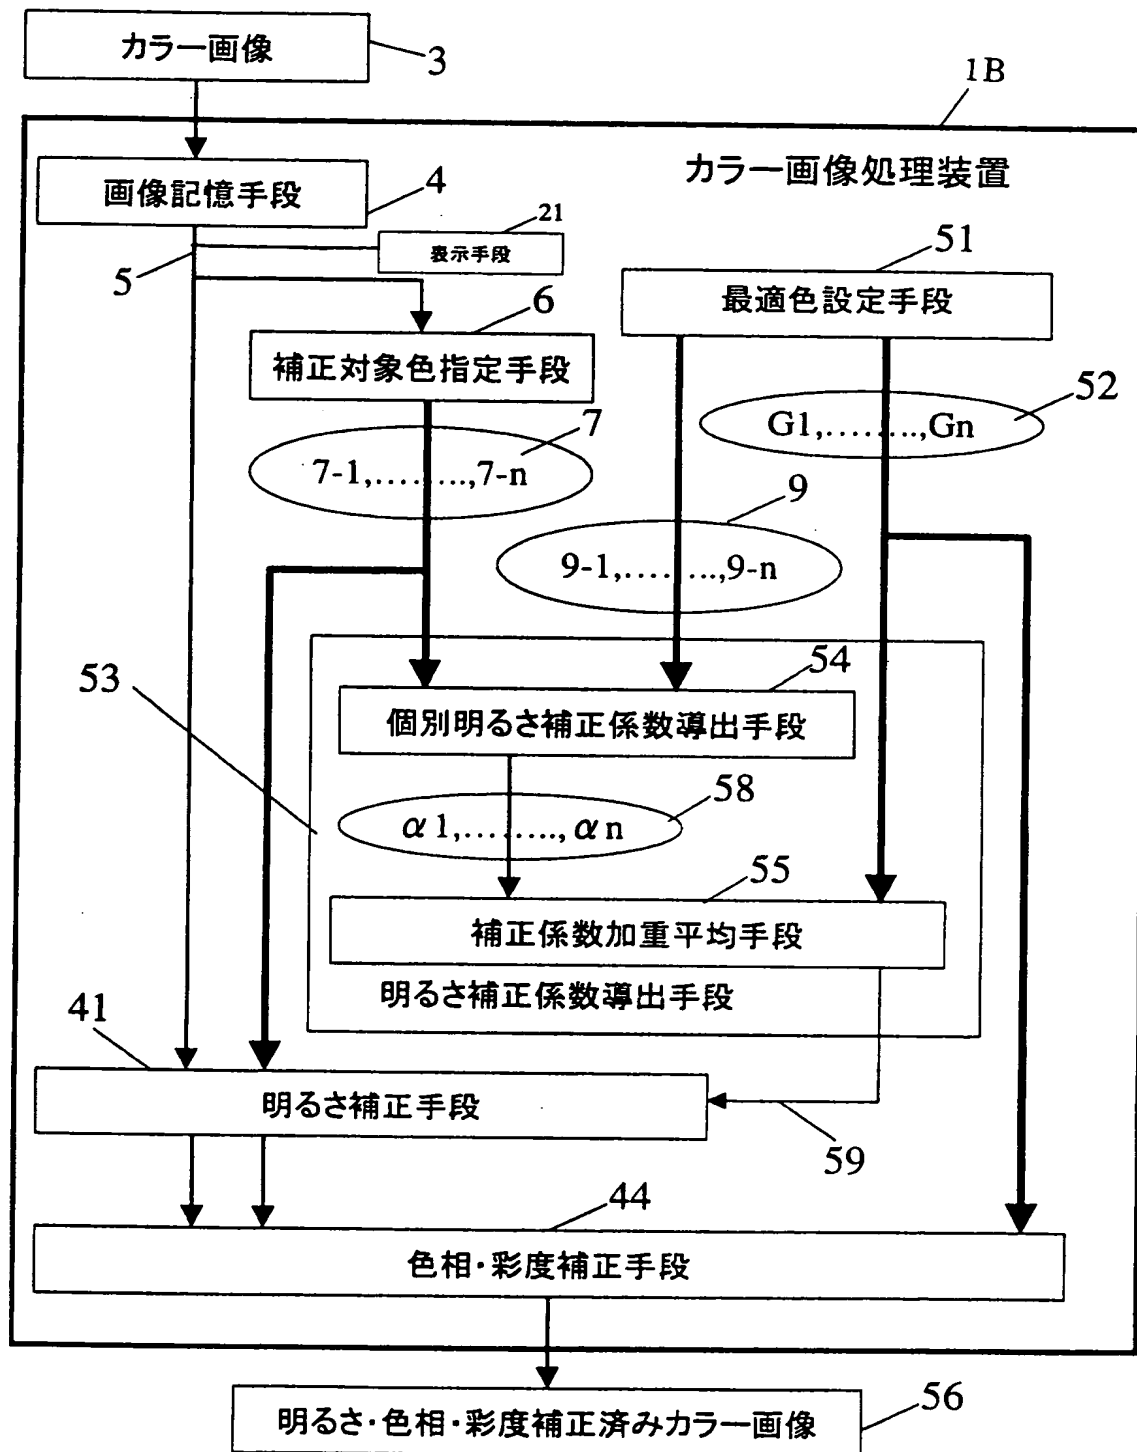 カラー画像
3
1B
カラー画像処理装置
画像記憶手段
4
21
表示手段
5
51
最適色設定手段
6
補正対象色指定手段
52
G1,........,Gn
7
7-1,........,7-n
9
9-1,........,9-n
53
54
個別明るさ補正係数導出手段
58
α1,........,αn
55
補正係数加重平均手段
明るさ補正係数導出手段
41
明るさ補正手段
59
44
色相・彩度補正手段
56
明るさ・色相・彩度補正済みカラー画像